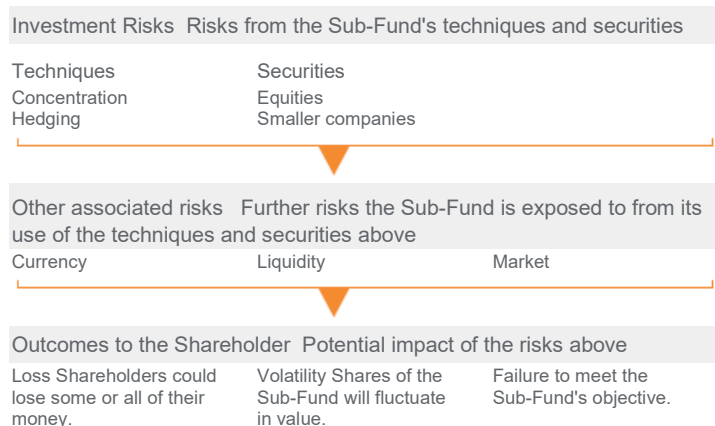 Investment Risks Risks from the Sub-Fund's techniques and securities
Techniques Securities
Concentration Equities
Hedging Smaller companies
Other associated risks Further risks the Sub-Fund is exposed to from its
use of the techniques and securities above
Currency Liquidity Market
Outcomes to the Shareholder Potential impact of the risks above
Loss Shareholders could Volatility Shares of the Failure to meet the
lose some or all of their Sub-Fund will fluctuate Sub-Fund's objective.
money. in value.